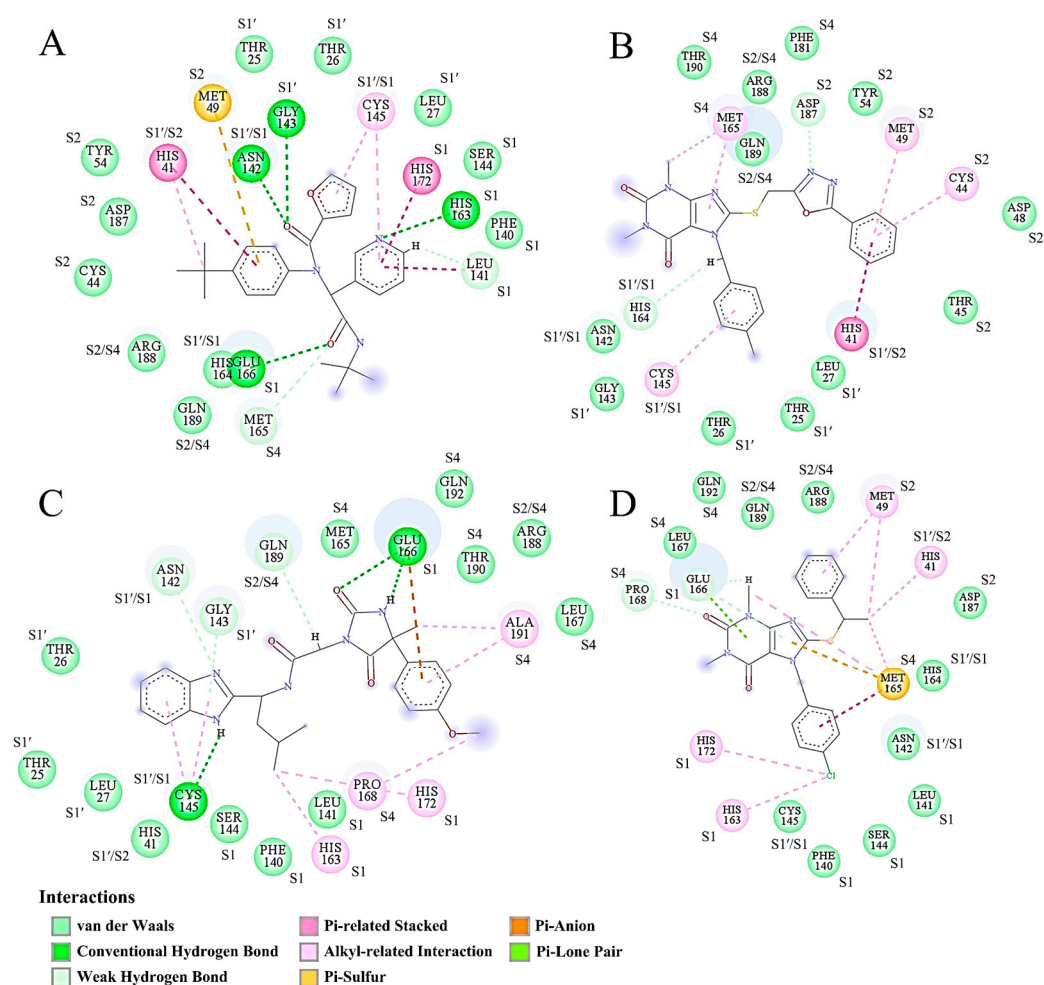 A
S1′
THR
25
S1′
THR
26
S2
MET
49
S1′
GLY
143
S1′/S1
CYS
145
S1′
LEU
27
S1′/S2
HIS
41
S1′/S1
ASN
142
S2
TYR
54
S1
HIS
172
S1
SER
144
HIS
163
S1
S2
ASP
187
PHE
140
S1
O
N
N
H
LEU
141
S1
S2
CYS
44
O
N
H
S2/S4
ARG
188
S1′/S1
HIS
164
GLU
166
S1
GLN
189
S2/S4
MET
165
S4
O
B
S4
THR
190
S4
PHE
181
S2/S4
ARG
188
S2
ASP
187
S2
TYR
54
S4
MET
165
GLN
189
S2/S4
S2
MET
49
S2
CYS
44
ASP
48
S2
O
N
N
S
N
N
O
N
N
O
H
S1′/S1
HIS
164
S1′/S1
ASN
142
THR
45
S2
HIS
41
S1′/S2
CYS
145
S1′/S1
LEU
27
S1′
GLY
143
S1′
THR
25
S1′
THR
26
S1′
C
S4
GLN
192
S4
MET
165
GLU
166
S1
S2/S4
ARG
188
S4
THR
190
GLN
189
S2/S4
ASN
142
S1′/S1
GLY
143
S1′
LEU
167
S4
ALA
191
S4
S1′
THR
26
O
H
N
H
O
N
O
N
H
N
N
H
O
S1′
THR
25
LEU
27
S1′
S1′/S1
CYS
145
HIS
41
S1′/S2
SER
144
S1
PHE
140
S1
LEU
141
S1
PRO
168
S4
HIS
172
S1
HIS
163
S1
D
GLN
192
S4
S2/S4
GLN
189
S2/S4
ARG
188
S2
MET
49
S4
LEU
167
S1′/S2
HIS
41
S4
PRO
168
GLU
166
S1
S2
ASP
187
H
O
N
N
S
N
N
O
S4
MET
165
S1′/S1
HIS
164
ASN
142
S1′/S1
HIS
172
S1
Cl
HIS
163
S1
CYS
145
S1′/S1
LEU
141
S1
SER
144
S1
PHE
140
S1
Interactions
van der Waals
Conventional Hydrogen Bond
Weak Hydrogen Bond
Pi-related Stacked
Alkyl-related Interaction
Pi-Sulfur
Pi-Anion
Pi-Lone Pair